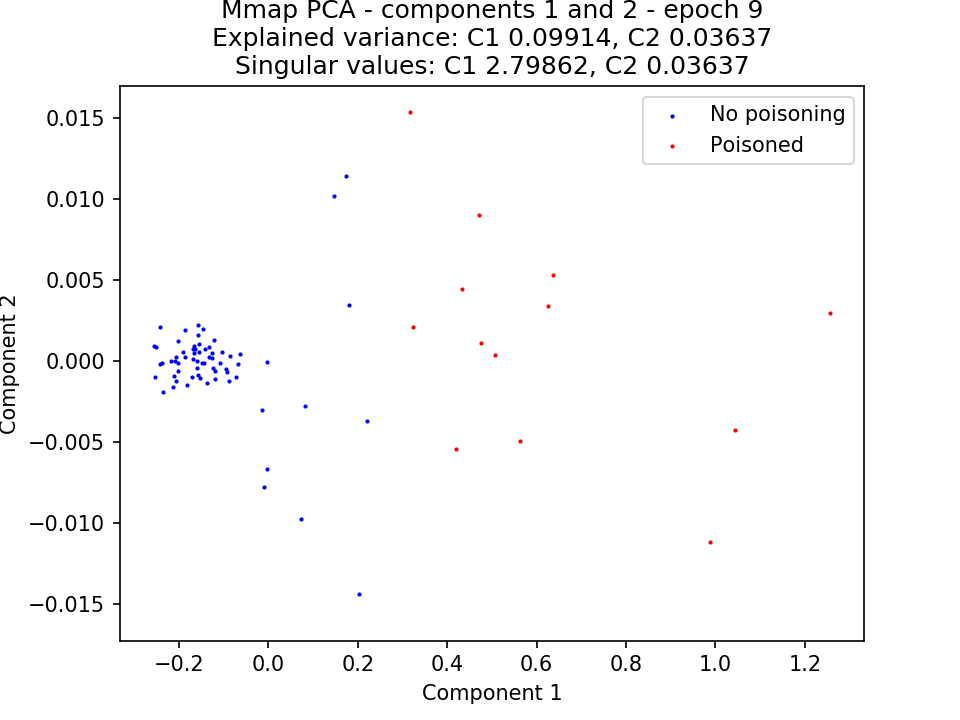 Mmap PCA - components 1 and 2 - epoch 9
Explained variance: C1 0.09914, C2 0.03637
Singular values: C1 2.79862, C2 0.03637
No poisoning
Poisoned
0.015
0.010
0.005
0.000
−0.005
−0.010
−0.015
Component 2
−0.2 0.0 0.2 0.4 0.6 0.8 1.0 1.2
Component 1